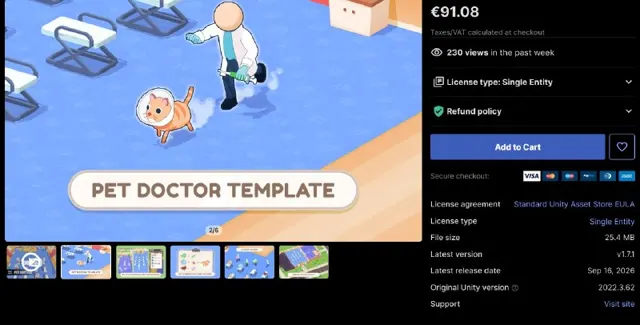 €91.08
Taxes/VAT calculated at checkout
230 views in the past week
License type: Single Entity
Refund policy
Add to Cart
Secure checkout:
VISA
PET DOCTOR TEMPLATE
2/6
License agreement Standard Unity Asset Store EULA
License type Single Entity
File size 25.4 MB
Latest version v1.7.1
Latest release date Sep 16, 2026
Original Unity version 2022.3.62
Support Visit site